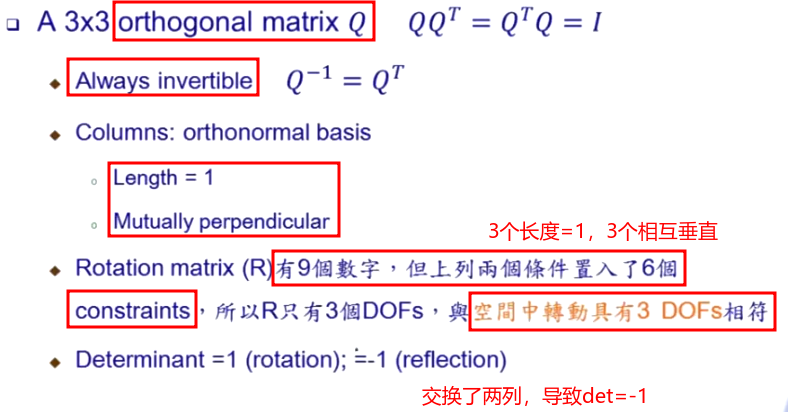 A 3x3 orthogonal matrix Q QQ^T = Q^TQ = I
Always invertible Q^-1 = Q^T
Columns: orthonormal basis
Length = 1
Mutually perpendicular
3个长度=1，3个相互垂直
Rotation matrix (R)有9個數字，但上列兩個條件置入了6個
constraints，所以R只有3個DOFs，與空間中轉動具有3 DOFs相符
Determinant =1 (rotation); =-1 (reflection)
交换了两列，导致det=-1